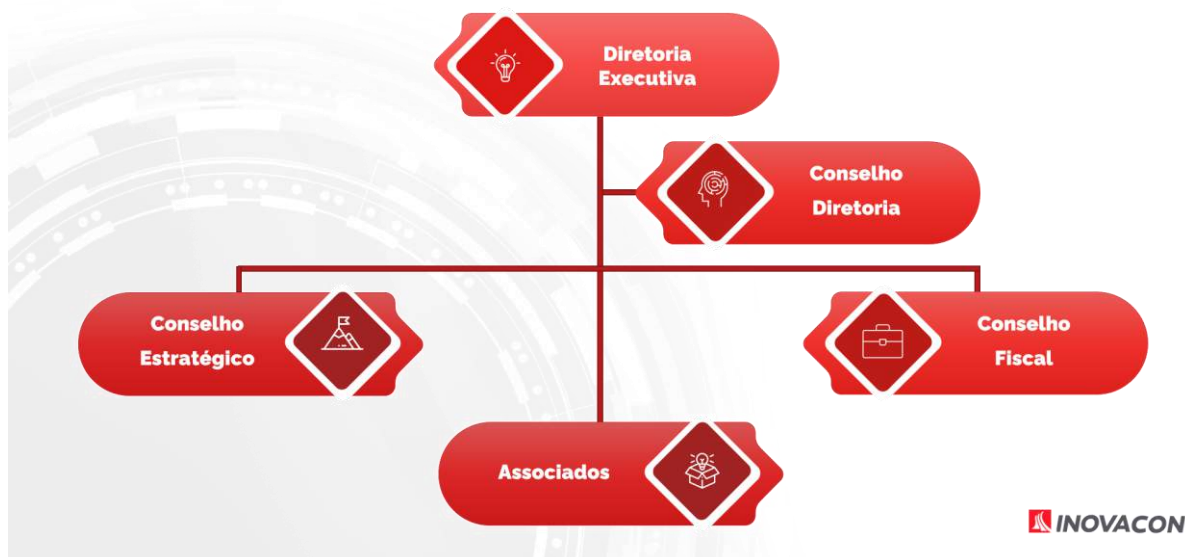 Diretoria
Executiva
Conselho
Diretoria
Conselho
Estratégico
Conselho
Fiscal
Associados
INOVACON